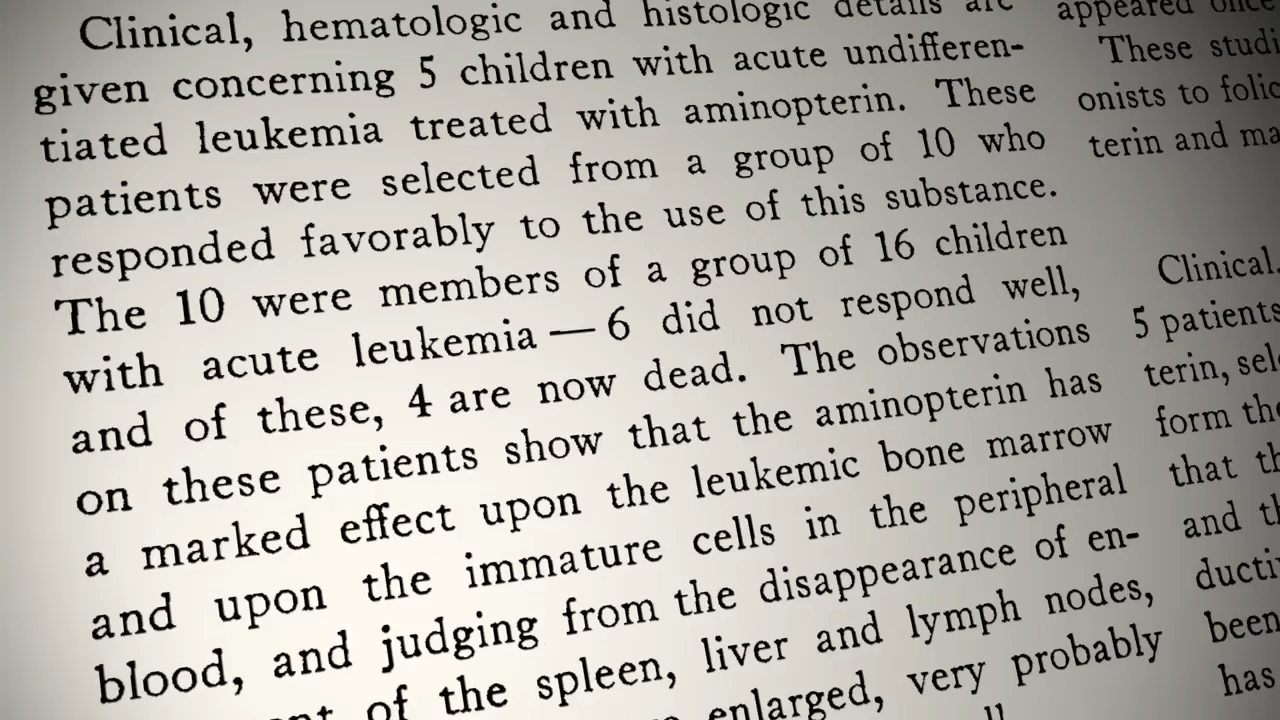 Clinical, hematologic and histologic details are
given concerning 5 children with acute undifferen-
tiated leukemia treated with aminopterin. These
patients were selected from a group of 10 who
responded favorably to the use of this substance.
The 10 were members of a group of 16 children
with acute leukemia — 6 did not respond well,
and of these, 4 are now dead. The observations
on these patients show that the aminopterin has
a marked effect upon the leukemic bone marrow
and upon the immature cells in the peripheral
blood, and judging from the disappearance of en-
of the spleen, liver and lymph nodes,
enlarged, very probably
appeared once
These studi
onists to folic
terin and ma
Clinical,
5 patients
terin, sele
form the
that th
and th
ducti
been
has